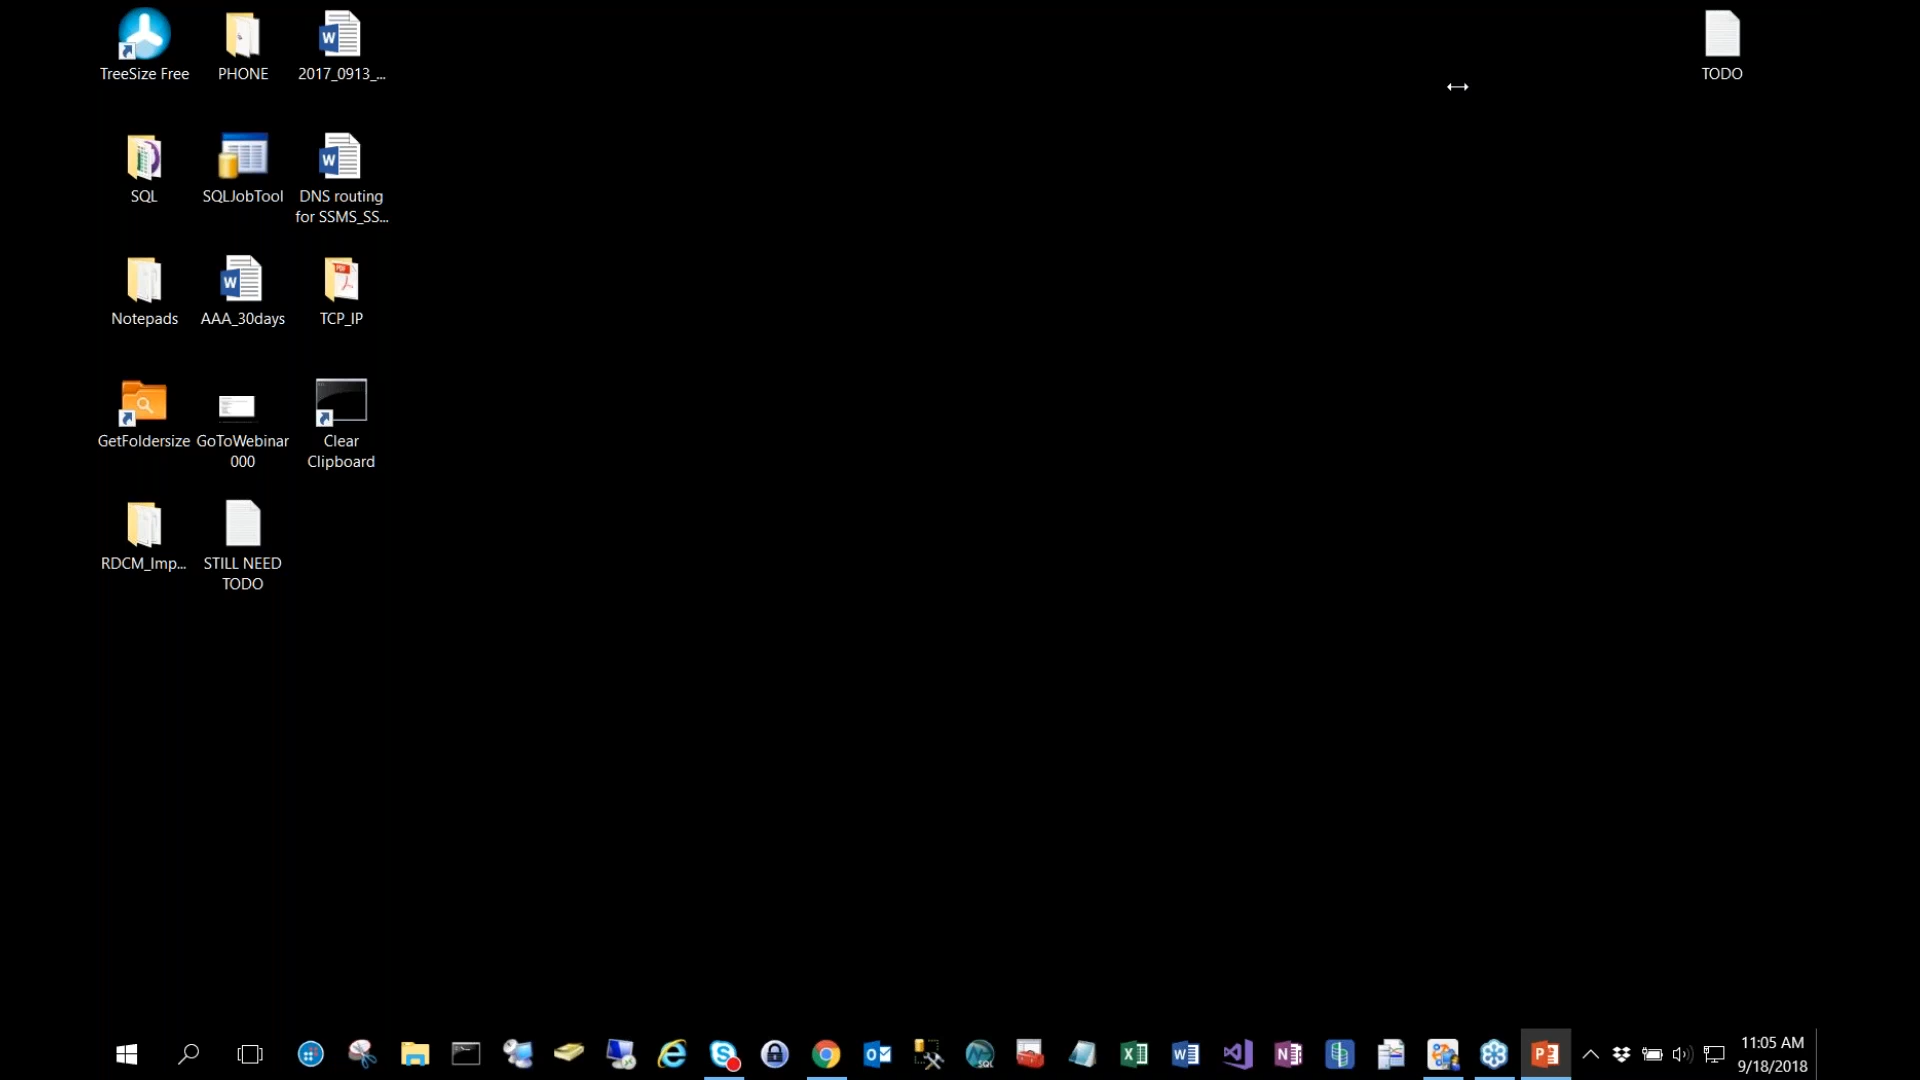 TreeSize Free
PHONE
2017_0913_...
TODO
SQL
SQLJobTool
DNS routing
for SSMS_SS...
Notepads
AAA_30days
TCP_IP
GetFoldersize
GoToWebinar
000
Clear
Clipboard
RDCM_Imp...
STILL NEED
TODO
11:05 AM
9/18/2018